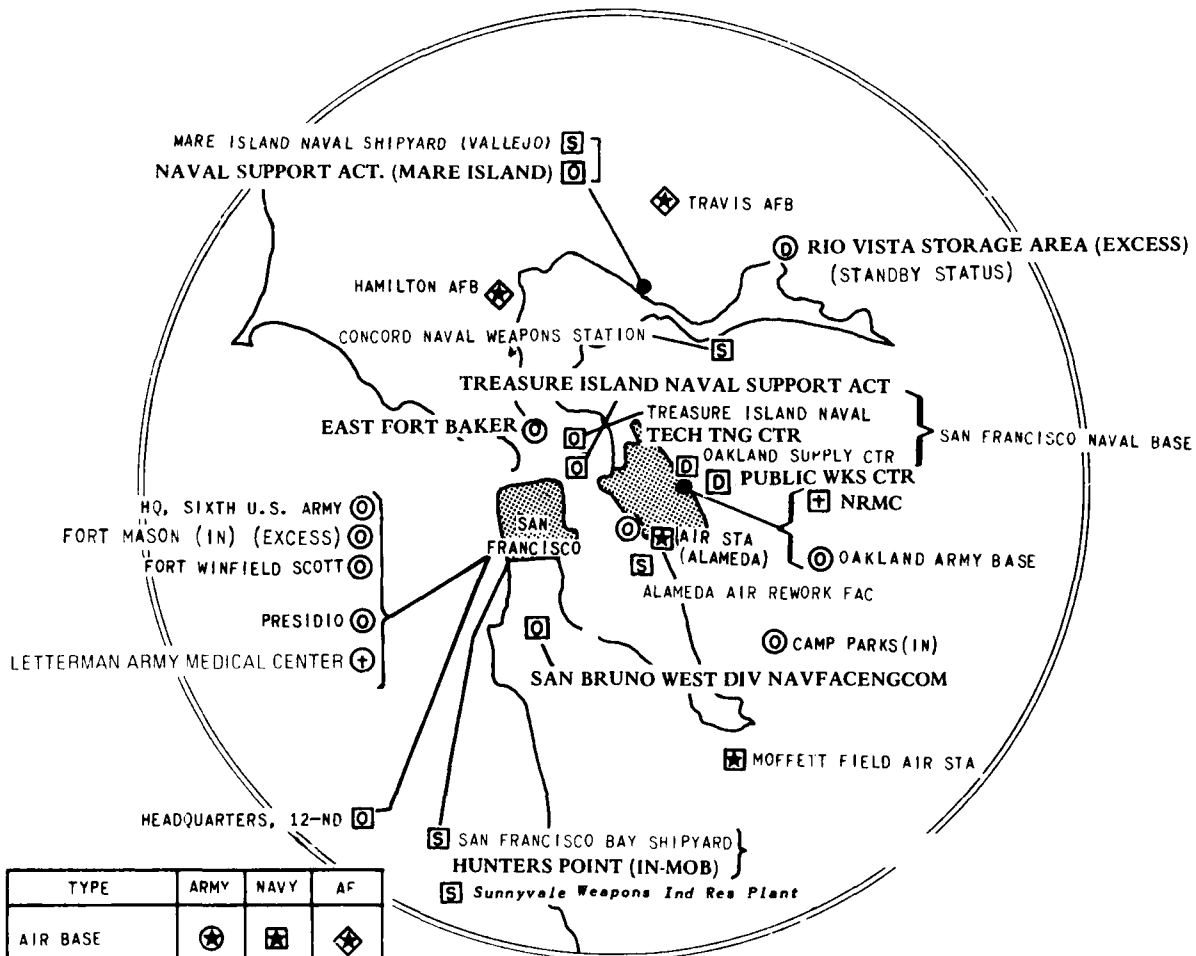 MARE ISLAND NAVAL SHIPYARD (VALLEJO) S
NAVAL SUPPORT ACT. (MARE ISLAND) O
TRAVIS AFB
D RIO VISTA STORAGE AREA (EXCESS)
(STANDBY STATUS)
HAMILTON AFB
CONCORD NAVAL WEAPONS STATION
S
TREASURE ISLAND NAVAL SUPPORT ACT
EAST FORT BAKER O
O TREASURE ISLAND NAVAL
TECH TNG CTR
SAN FRANCISCO NAVAL BASE
O
D OAKLAND SUPPLY CTR
D PUBLIC WKS CTR
NRMC
HQ, SIXTH U.S. ARMY O
FORT MASON (IN) (EXCESS) O
FORT WINFIELD SCOTT O
PRESIDIO O
LETTERMAN ARMY MEDICAL CENTER
SAN
FRANCISCO
O
AIR STA
(ALAMEDA)
O OAKLAND ARMY BASE
S
ALAMEDA AIR REWORK FAC
O CAMP PARKS(IN)
O
SAN BRUNO WEST DIV NAVFACENGCOM
MOFFETT FIELD AIR STA
HEADQUARTERS, 12-ND O
S SAN FRANCISCO BAY SHIPYARD
HUNTERS POINT (IN-MOB)
S Sunnyvale Weapons Ind Res Plant
TYPE ARMY NAVY AF
AIR BASE